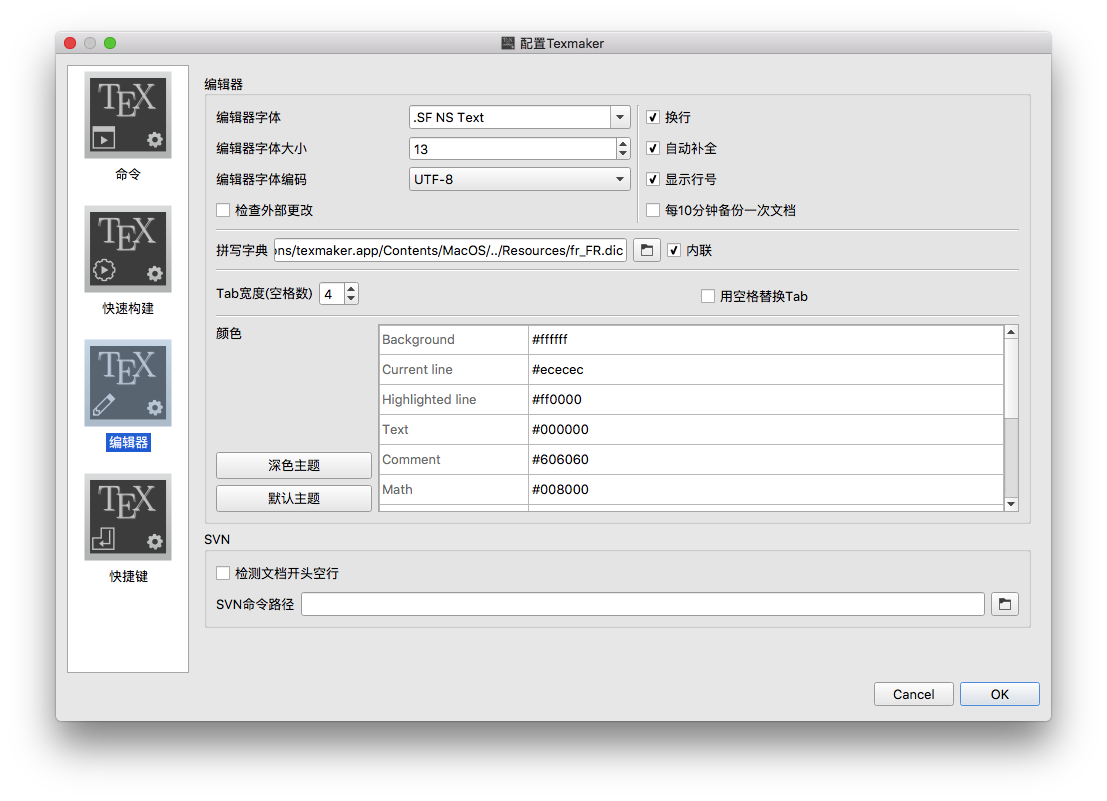 配置Texmaker
TEX
命令
TEX
快速构建
TEX
编辑器
TEX
快捷键
编辑器
编辑器字体
.SF NS Text
换行
编辑器字体大小
13
自动补全
编辑器字体编码
UTF-8
显示行号
检查外部更改
每10分钟备份一次文档
拼写字典
ons/texmaker.app/Contents/MacOS/../Resources/fr_FR.dic
内联
Tab宽度(空格数)
4
用空格替换Tab
颜色
Background
#ffffff
Current line
#ececec
Highlighted line
#ff0000
Text
#000000
Comment
#606060
Math
#008000
深色主题
默认主题
SVN
检测文档开头空行
SVN命令路径
Cancel
OK